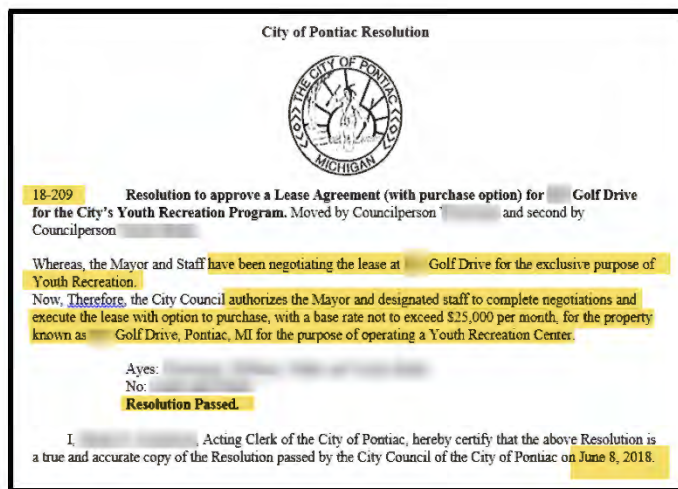 City of Pontiac Resolution
THE CITY OF PONTIAC
MICHIGAN
18-209 Resolution to approve a Lease Agreement (with purchase option) for Golf Drive
for the City's Youth Recreation Program. Moved by Councilperson and second by
Councilperson
Whereas, the Mayor and Staff have been negotiating the lease at Golf Drive for the exclusive purpose of
Youth Recreation.
Now, Therefore, the City Council authorizes the Mayor and designated staff to complete negotiations and
execute the lease with option to purchase, with a base rate not to exceed $25,000 per month, for the property
known as Golf Drive, Pontiac, MI for the purpose of operating a Youth Recreation Center.
Ayes:
No:
Resolution Passed.
I, , Acting Clerk of the City of Pontiac, hereby certify that the above Resolution is
a true and accurate copy of the Resolution passed by the City Council of the City of Pontiac on June 8, 2018.